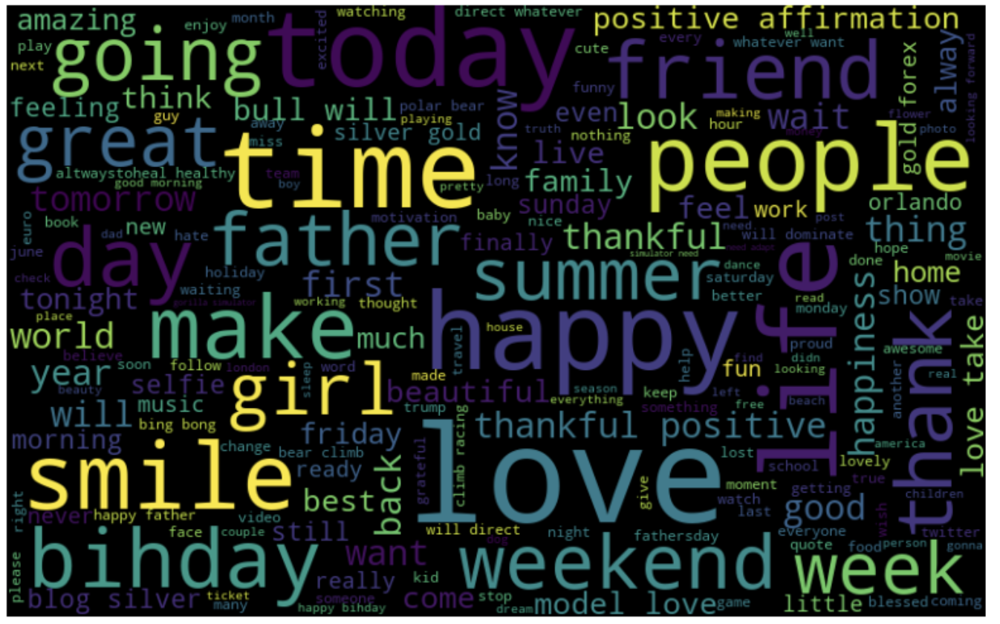 amazing
enjoy
month
watching
direct whatever
positive affirmation
going
today
play
next
excited
cute
every
well
whatever want
friend
gold forex
alway
looking forward
feeling
think
guy
bull will
polar bear
playing
away
miss
silver gold
know
funny
even
look
making
hour
wait
money
flower
photo
truth
nothing
great
time
people
live
altwaystoheal healthy
good morning
team
boy
pretty
long
family
tomorrow
sunday
feel
work
orlando
euro
book
new
dad
hate
day
father
motivation
baby
nice
finally
thankful
simulator need
need
post
will dominate
need adapt
thing
hope
movie
june
check
holiday
waiting
first
summer
dance
saturday
better
life
done
home
tonight
gorilla simulator
working
thought
read
monday
happiness
show
take
place
world
make
much
happy
house
travel
believe
year
soon
follow
london
word
sleep
made
help
find
fun
proud
didn
looking
awesome
thank
love take
real
another
beauty
selfie
girl
beautiful
season
everything
keep
left
something
free
beach
will
music
bing bong
trump
climb racing
thankful positive
morning
friday
change
bear climb
love
lost
america
smile
ready
grateful
school
lovely
true
best
back
give
moment
getting
watch
last
good
children
right
never
happy father
video
wish
face
couple
still
will direct
dog
night
fathersday
everyone
twitter
quote
food
person
gonna
bihday
want
weekend
week
please
really
kid
blog silver
ticket
many
someone
happy bihday
come
stop
dream
model love
game
little
blessed
coming